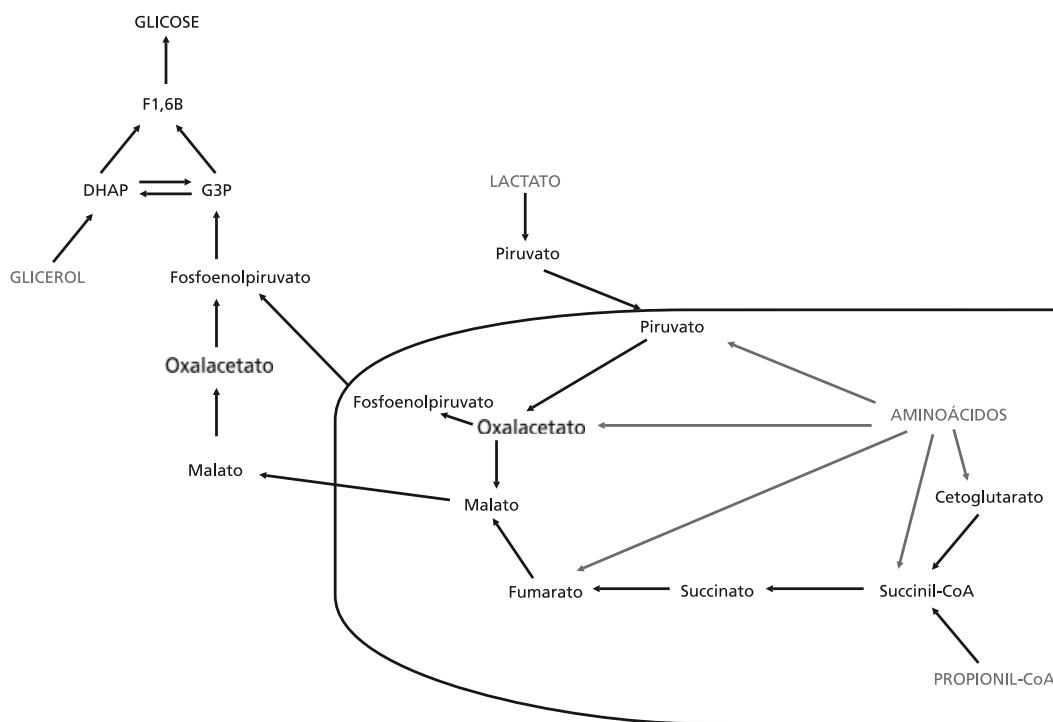 GLICOSE
F1,6B
DHAP
G3P
LACTATO
Piruvato
GLICEROL
Fosfoenolpiruvato
Piruvato
Oxalacetato
Fosfoenolpiruvato
Oxalacetato
AMINOÁCIDOS
Malato
Malato
Cetoglutarato
Fumarato
Succinato
Succinil-CoA
PROPIONIL-CoA